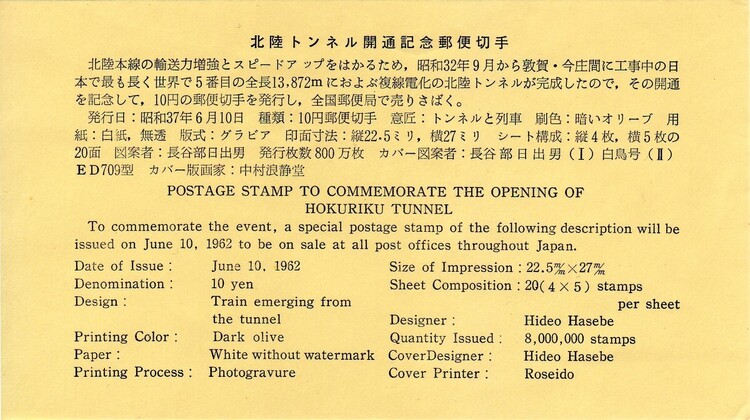 北陸トンネル開通記念郵便切手
北陸本線の輸送力増強とスピードアップをはかるため，昭和32年９月から敦賀・今庄間に工事中の日
本で最も長く世界で５番目の全長13,872mにおよぶ複線電化の北陸トンネルが完成したので，その開通
を記念して，10円の郵便切手を発行し，全国郵便局で売りさばく。
発行日：昭和37年６月10日　種類：10円郵便切手　意匠：トンネルと列車　刷色：暗いオリーブ　用
紙：白紙，無透　版式：グラビア　印面寸法：縦22.5ミリ，横27ミリ　シート構成：縦４枚，横５枚の
20面　図案者：長谷部日出男　発行枚数800万枚　カバー図案者：長谷部日出男（Ⅰ）白鳥号（Ⅱ）
ＥＤ709型　カバー版画家：中村浪静堂
POSTAGE STAMP TO COMMEMORATE THE OPENING OF
HOKURIKU TUNNEL
To commemorate the event, a special postage stamp of the following description will be
issued on June 10, 1962 to be on sale at all post offices throughout Japan.
Date of Issue : June 10, 1962
Denomination : 10 yen
Design : Train emerging from
the tunnel
Printing Color : Dark olive
Paper : White without watermark
Printing Process : Photogravure
Size of Impression : 22.5m/m×27m/m
Sheet Composition : 20(4×5) stamps
per sheet
Designer : Hideo Hasebe
Quantity Issued : 8,000,000 stamps
CoverDesigner : Hideo Hasebe
Cover Printer : Roseido